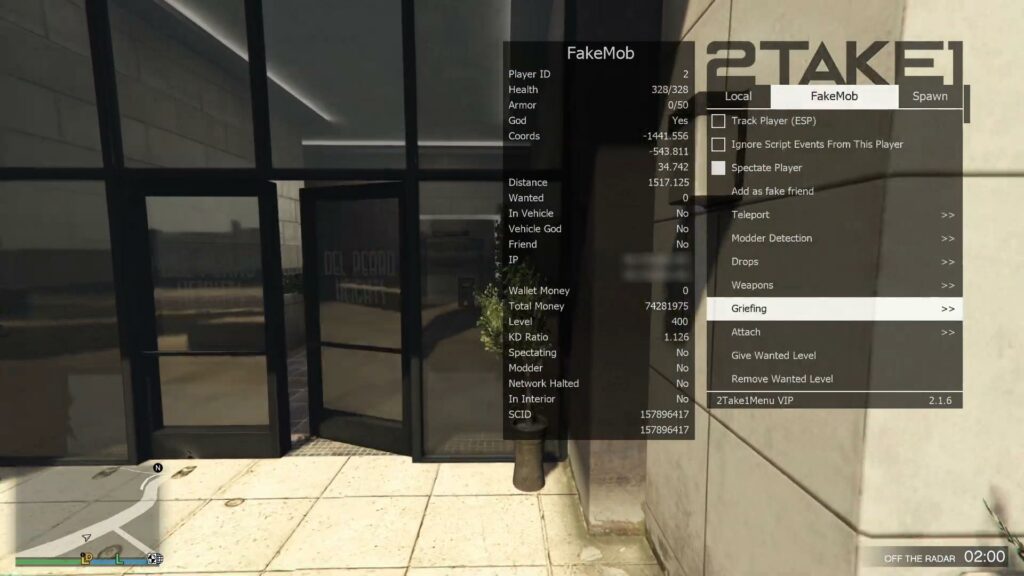 FakeMob
Player ID 2
Health 328/328
Armor 0/50
God Yes
Coords -1441.556
-543.811
34.742
Distance 1517.125
Wanted 0
In Vehicle No
Vehicle God No
Friend No
IP
Wallet Money 0
Total Money 74281975
Level 400
KD Ratio 1.126
Spectating No
Modder No
Network Halted No
In Interior No
SCID 157896417
157896417
2TAKE1
Local FakeMob Spawn
Track Player (ESP)
Ignore Script Events From This Player
Spectate Player
Add as fake friend
Teleport >>
Modder Detection >>
Drops >>
Weapons >>
Griefing >>
Attach >>
Give Wanted Level
Remove Wanted Level
2Take1Menu VIP 2.1.6
DEL PERRO
HEIGHTS
N
L
OFF THE RADAR 02:00